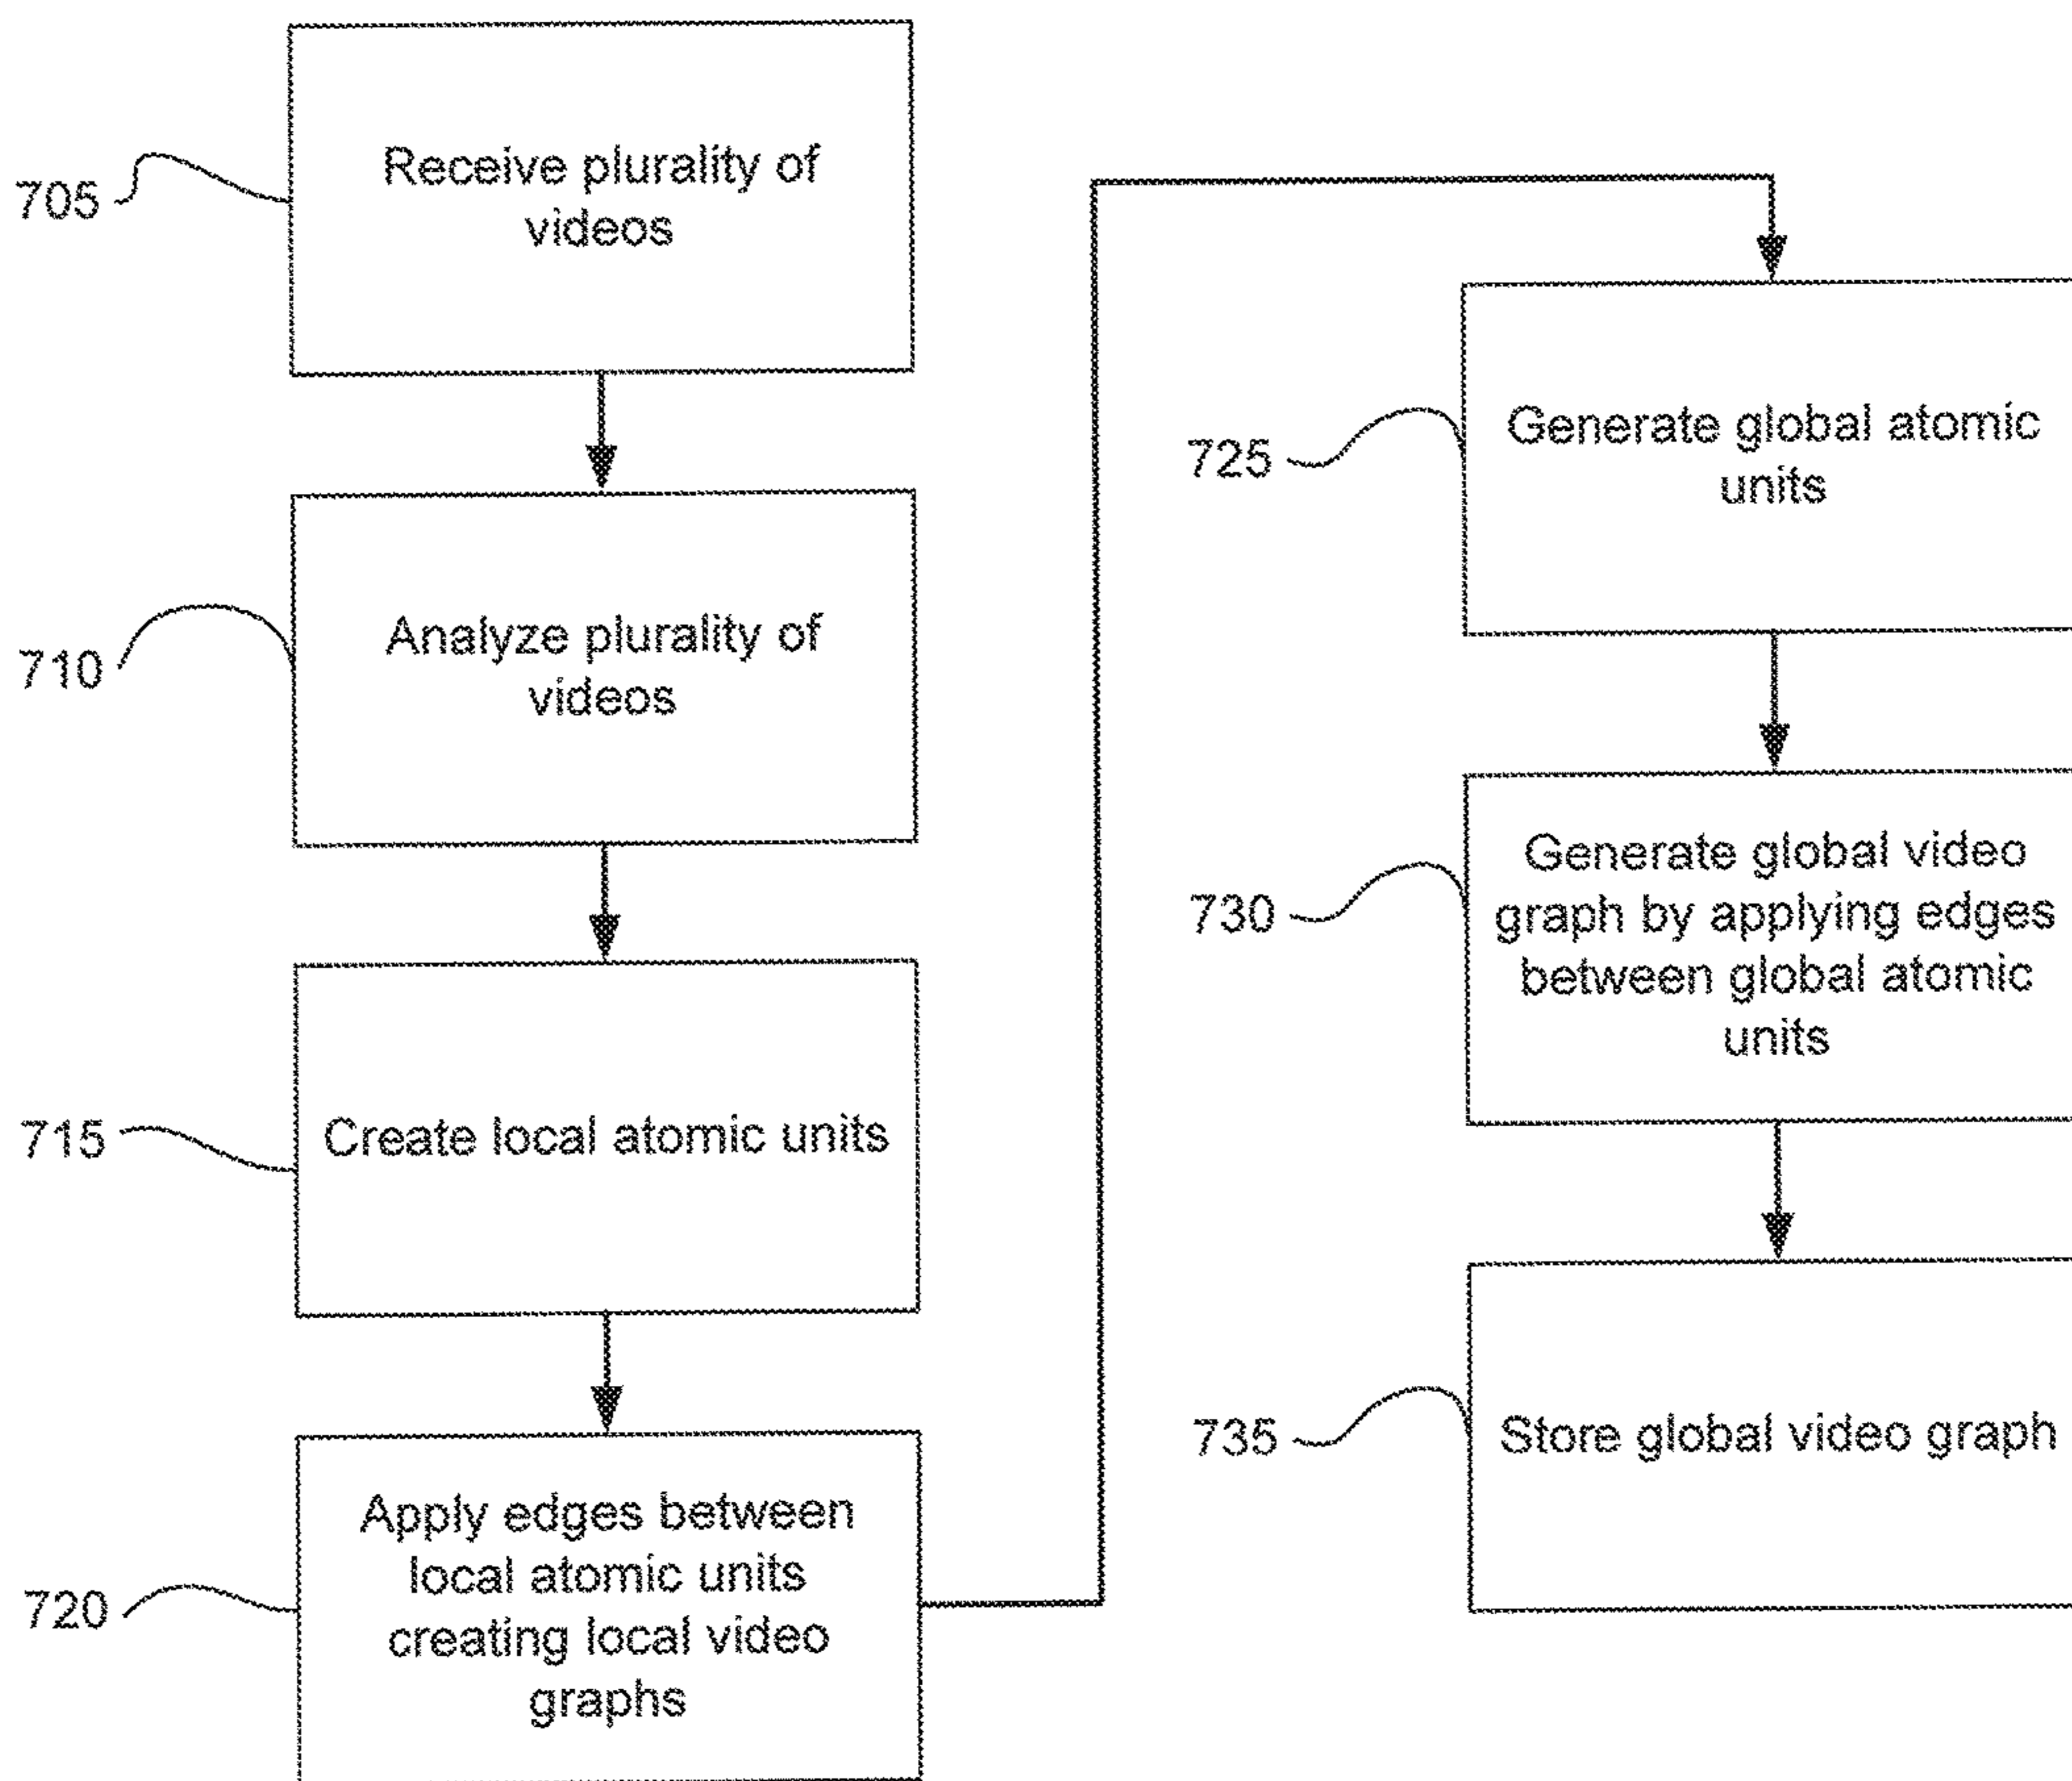 705
Receive plurality of
videos
710
Analyze plurality of
videos
715
Create local atomic units
720
Apply edges between
local atomic units
creating local video
graphs
725
Generate global atomic
units
730
Generate global video
graph by applying edges
between global atomic
units
735
Store global video graph